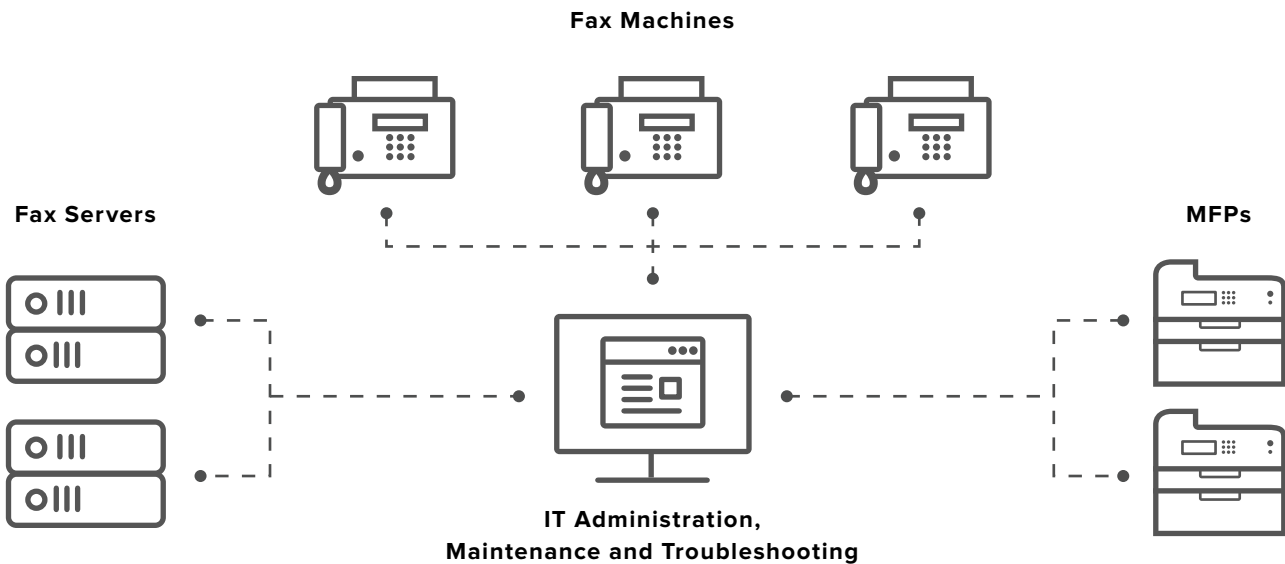 Fax Machines
Fax Servers
MFPs
IT Administration,
Maintenance and Troubleshooting